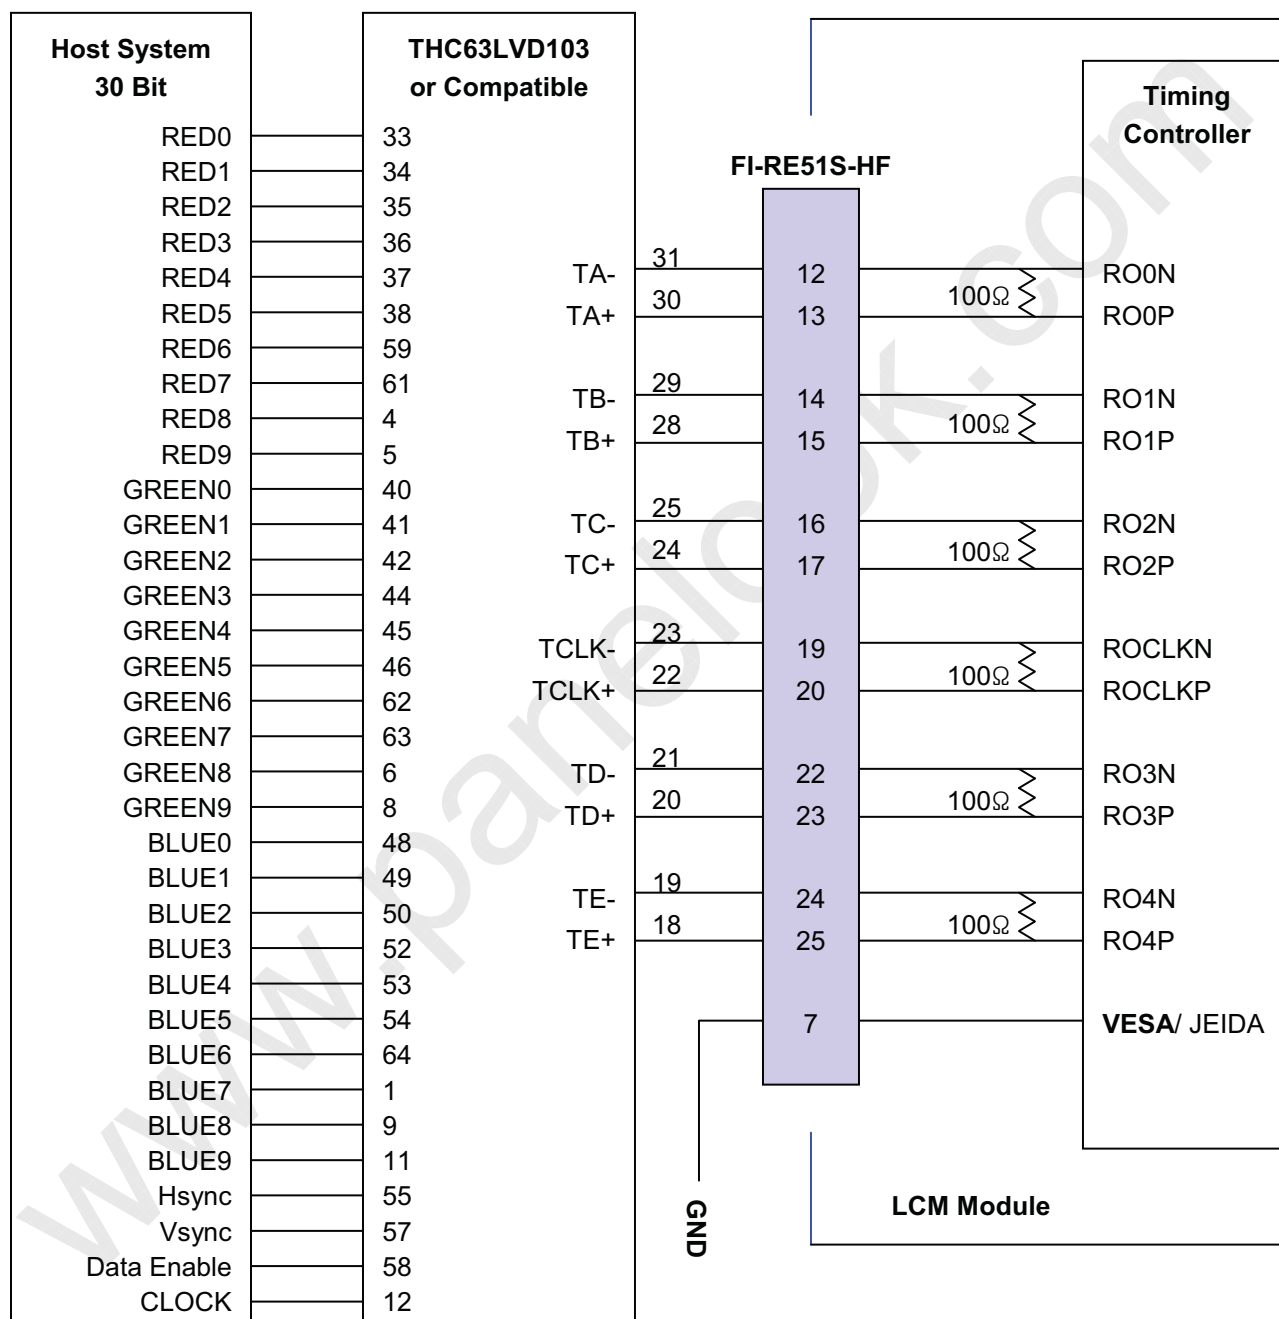 Host System
30 Bit
RED0
RED1
RED2
RED3
RED4
RED5
RED6
RED7
RED8
RED9
GREEN0
GREEN1
GREEN2
GREEN3
GREEN4
GREEN5
GREEN6
GREEN7
GREEN8
GREEN9
BLUE0
BLUE1
BLUE2
BLUE3
BLUE4
BLUE5
BLUE6
BLUE7
BLUE8
BLUE9
Hsync
Vsync
Data Enable
CLOCK
THC63LVD103
or Compatible
33
34
35
36
37
38
59
61
4
5
40
41
42
44
45
46
62
63
6
8
48
49
50
52
53
54
64
1
9
11
55
57
58
12
TA-
TA+
TB-
TB+
TC-
TC+
TCLK-
TCLK+
TD-
TD+
TE-
TE+
31
30
29
28
25
24
23
22
21
20
19
18
GND
FI-RE51S-HF
12
13
14
15
16
17
19
20
22
23
24
25
7
100Ω
100Ω
100Ω
100Ω
100Ω
100Ω
LCM Module
Timing
Controller
RO0N
RO0P
RO1N
RO1P
RO2N
RO2P
ROCLKN
ROCLKP
RO3N
RO3P
RO4N
RO4P
VESA/ JEIDA
www.panelook.com